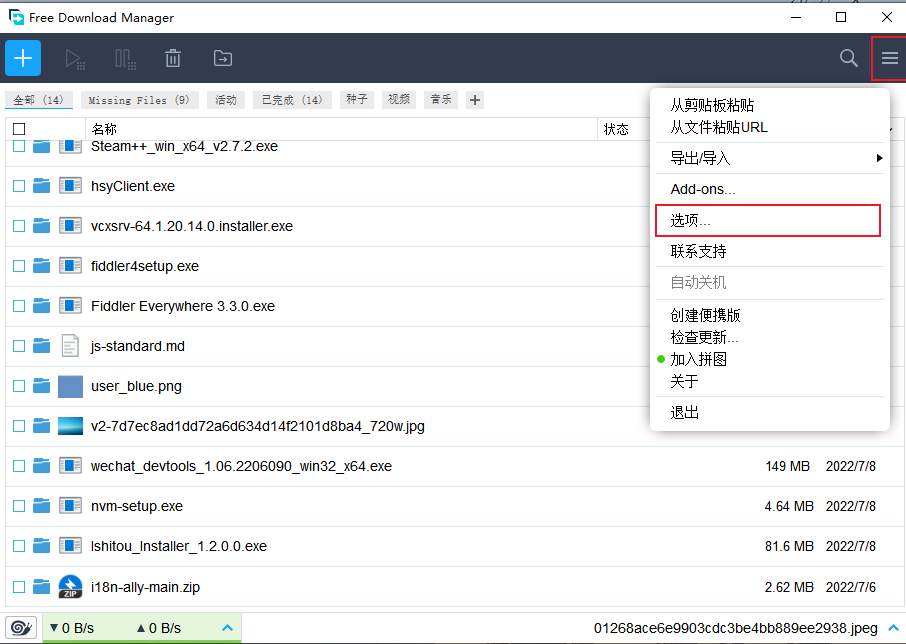 Free Download Manager
全部 (14)
Missing Files (9)
活动
已完成 (14)
种子
视频
音乐
名称
状态
Steam++_win_x64_v2.7.2.exe
hsyClient.exe
vcxsrv-64.1.20.14.0.installer.exe
fiddler4setup.exe
Fiddler Everywhere 3.3.0.exe
js-standard.md
user_blue.png
v2-7d7ec8ad1dd72a6d634d14f2101d8ba4_720w.jpg
wechat_devtools_1.06.2206090_win32_x64.exe 149 MB 2022/7/8
nvm-setup.exe 4.64 MB 2022/7/8
lshitou_Installer_1.2.0.0.exe 81.6 MB 2022/7/8
ZIP
i18n-ally-main.zip 2.62 MB 2022/7/6
从剪贴板粘贴
从文件粘贴URL
导出/导入
Add-ons...
选项...
联系支持
自动关机
创建便携版
检查更新...
加入拼图
关于
退出
▼0 B/s
▲0 B/s
01268ace6e9903cdc3be4bb889ee2938.jpeg